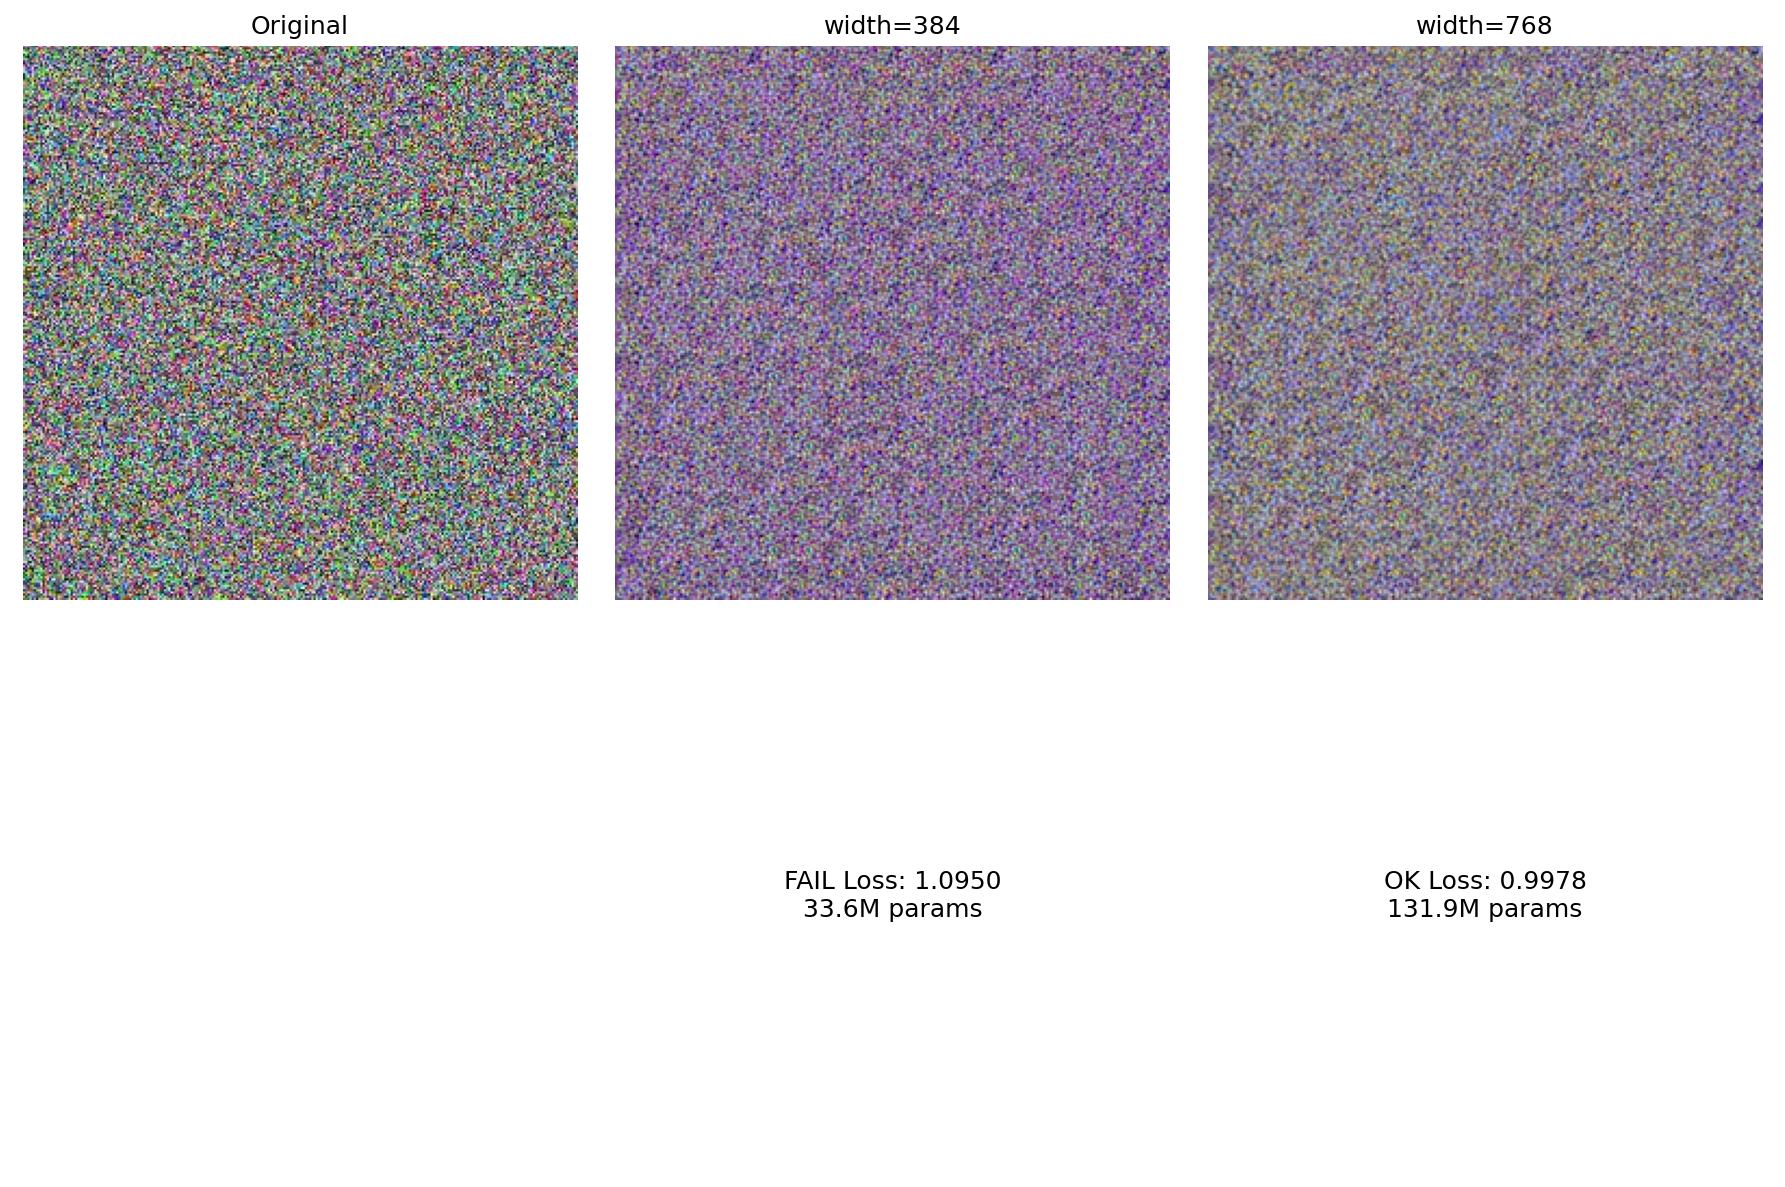 Original
width=384
width=768
FAIL Loss: 1.0950
33.6M params
OK Loss: 0.9978
131.9M params